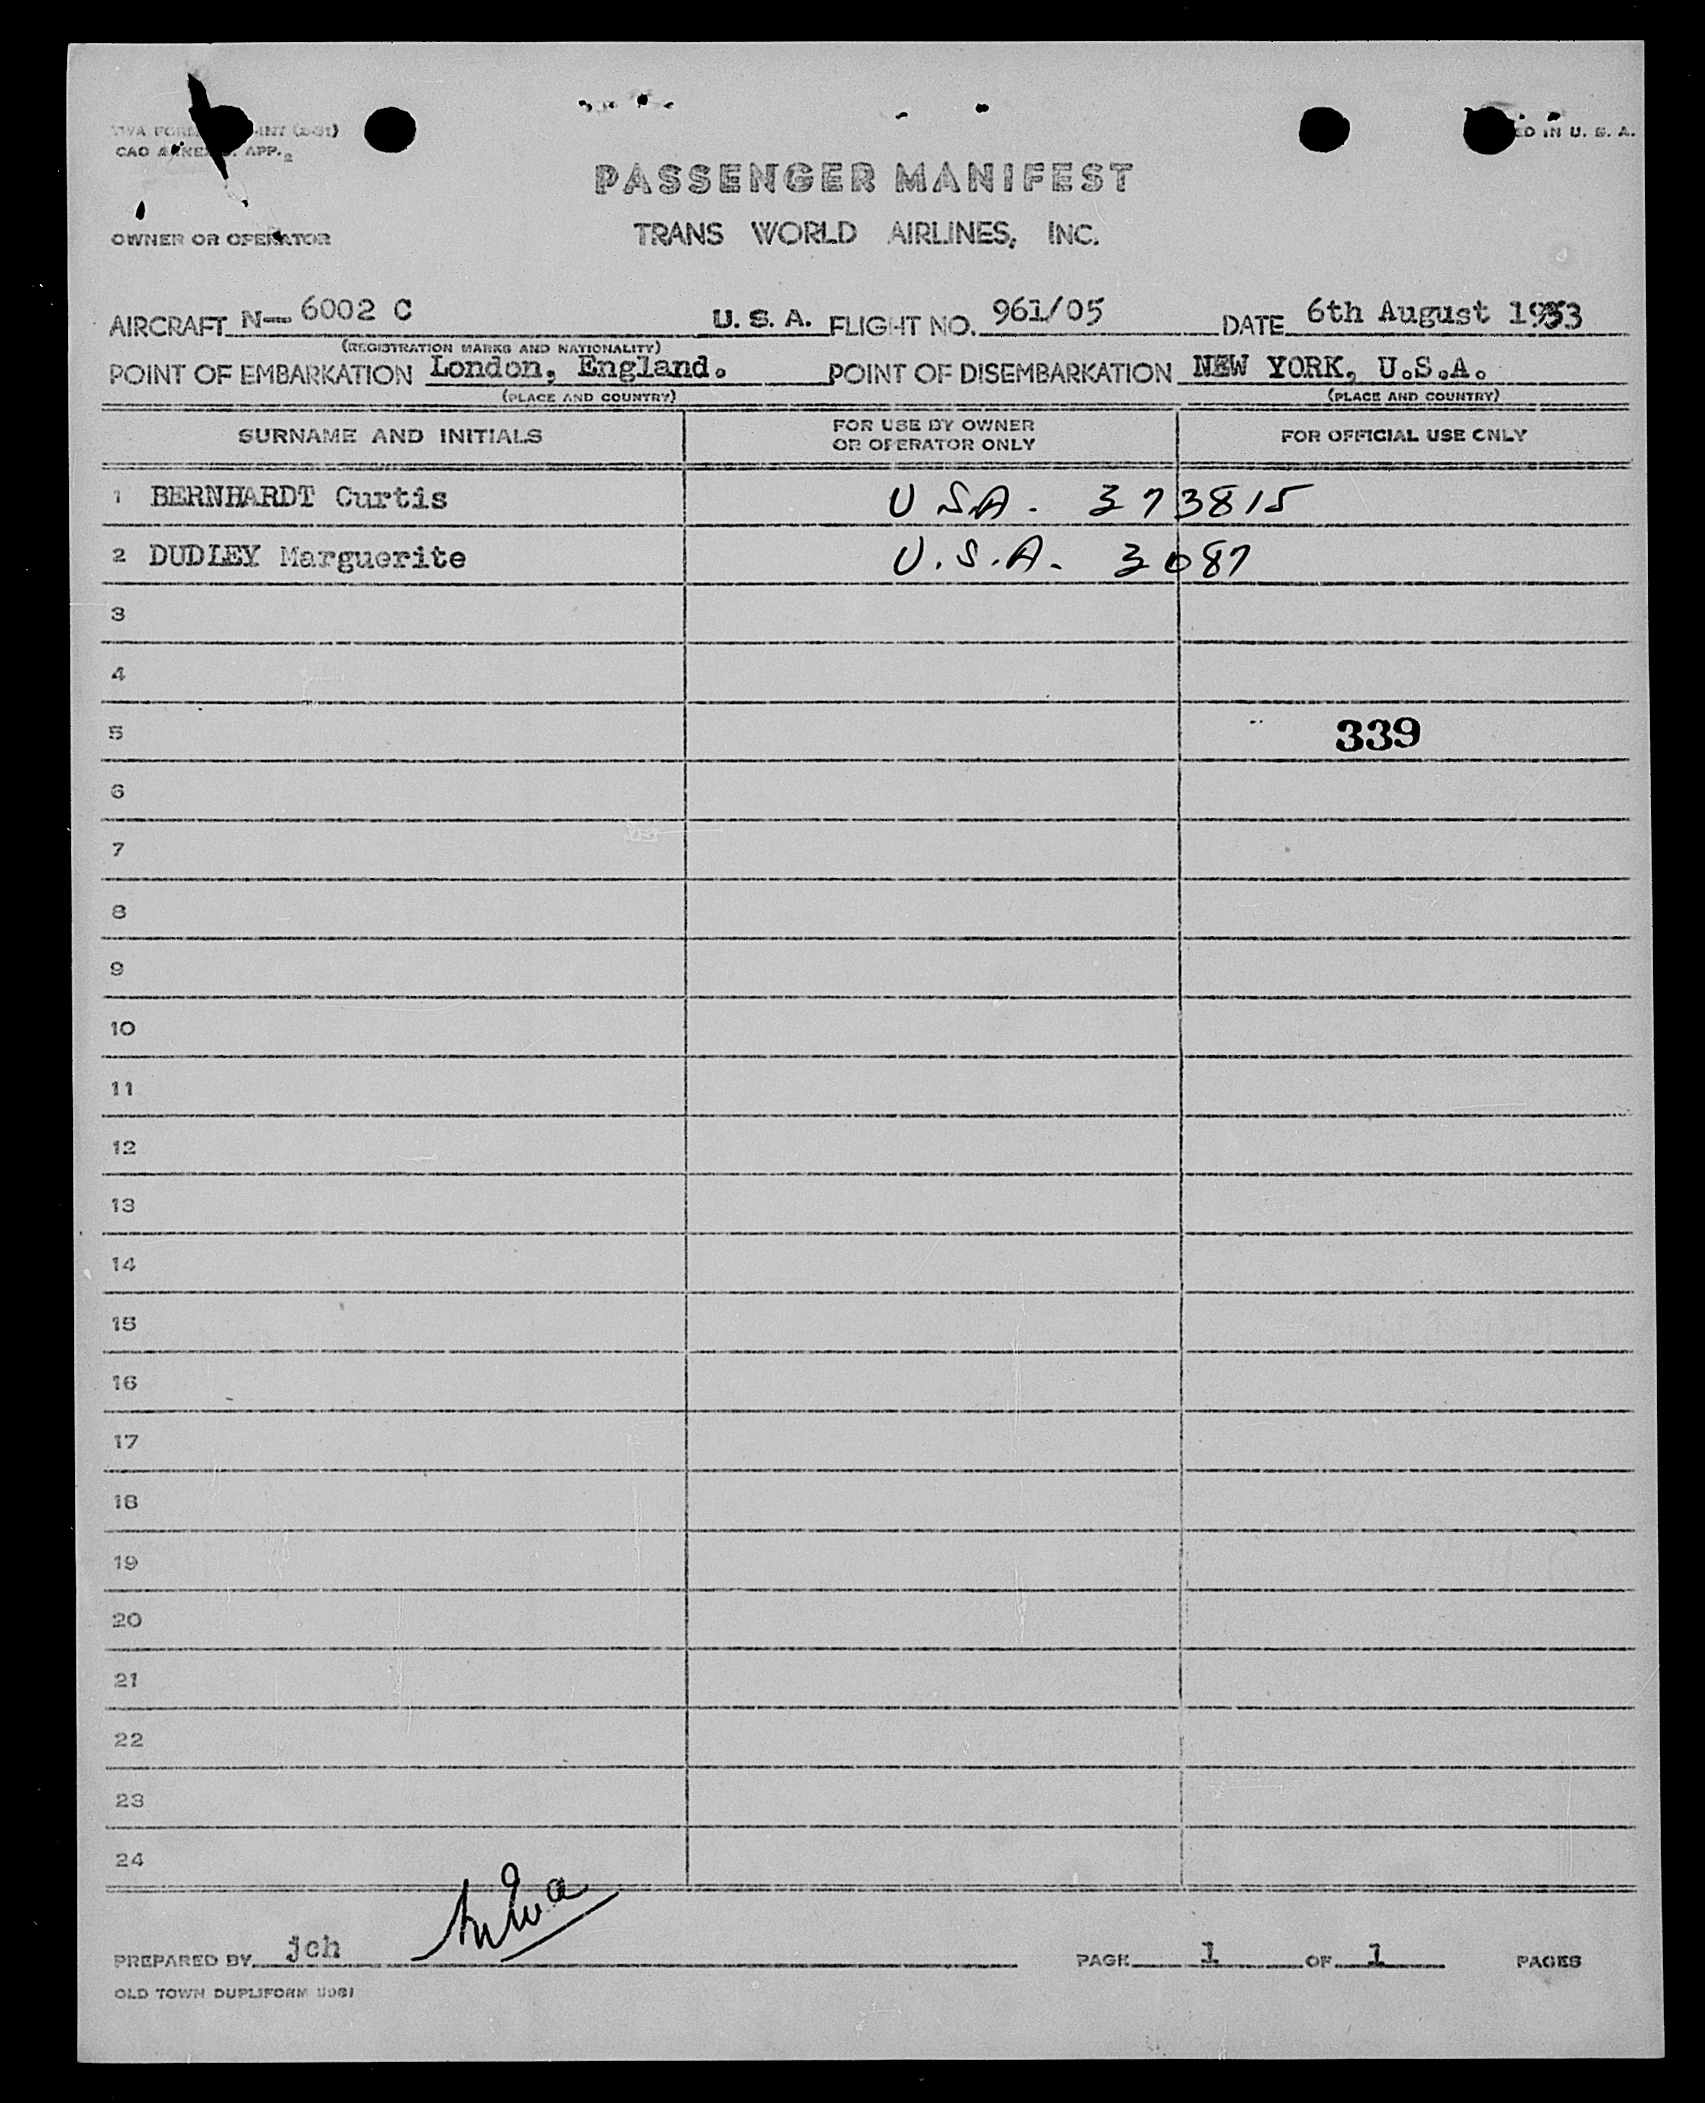 CAO ANNEX 9, APP. 2
ED IN U. S. A.
PASSENGER MANIFEST
OWNER OR OPERATOR
TRANS WORLD AIRLINES, INC.
AIRCRAFT N- 6002 C U. S. A. FLIGHT NO. 961/05 DATE 6th August 1953
(REGISTRATION MARKS AND NATIONALITY)
POINT OF EMBARKATION London, England. POINT OF DISEMBARKATION NEW YORK, U.S.A.
(PLACE AND COUNTRY) (PLACE AND COUNTRY)
SURNAME AND INITIALS
FOR USE BY OWNER
OR OPERATOR ONLY
FOR OFFICIAL USE ONLY
1 BERNHARDT Curtis U S.A. 373815
2 DUDLEY Marguerite U.S.A. 3087
3
4
5 339
6
7
8
9
10
11
12
13
14
15
16
17
18
19
20
21
22
23
24
PREPARED BY jch PAGE 1 OF 1 PAGES
OLD TOWN DUPLIFORM